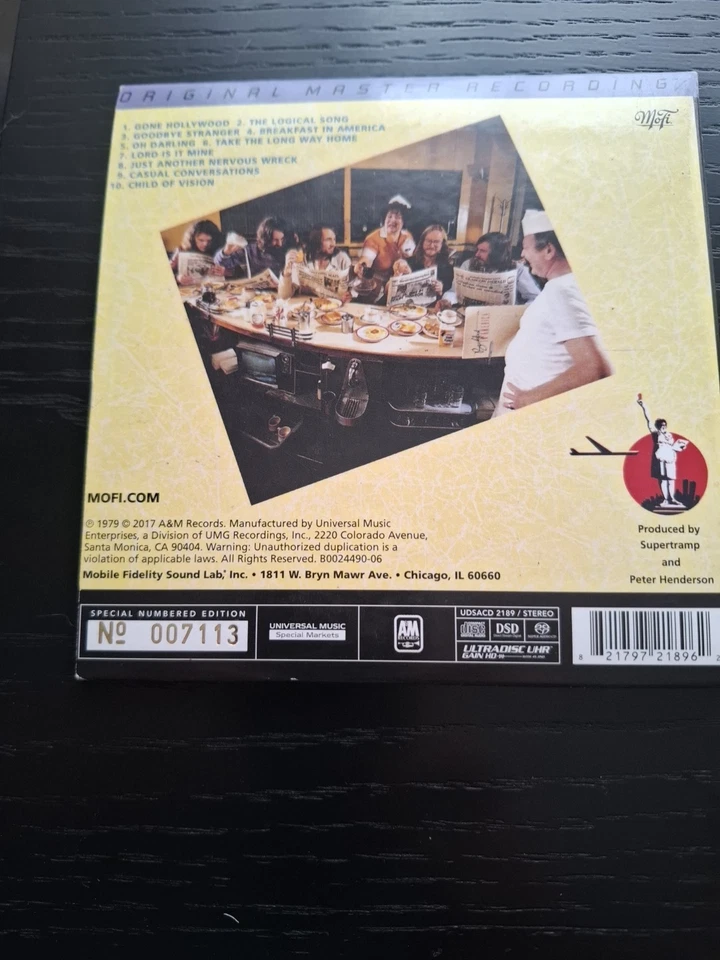 ORIGINAL MASTER RECORDING
MoFi
1. GONE HOLLYWOOD 2. THE LOGICAL SONG
3. GOODBYE STRANGER 4. BREAKFAST IN AMERICA
5. OH DARLING 6. TAKE THE LONG WAY HOME
7. LORD IS IT MINE
8. JUST ANOTHER NERVOUS WRECK
9. CASUAL CONVERSATIONS
10. CHILD OF VISION
MOFI.COM
℗ 1979 © 2017 A&M Records. Manufactured by Universal Music
Enterprises, a Division of UMG Recordings, Inc., 2220 Colorado Avenue,
Santa Monica, CA 90404. Warning: Unauthorized duplication is a
violation of applicable laws. All Rights Reserved. B0024490-06
Mobile Fidelity Sound Lab, Inc. • 1811 W. Bryn Mawr Ave. • Chicago, IL 60660
Produced by
Supertramp
and
Peter Henderson
SPECIAL NUMBERED EDITION
Nº 007113
UNIVERSAL MUSIC
Special Markets
A&M
RECORDS
UDSACD 2189 / STEREO
DSD
ULTRADISC UHR™
GAIN HD
8 21797 21896 2